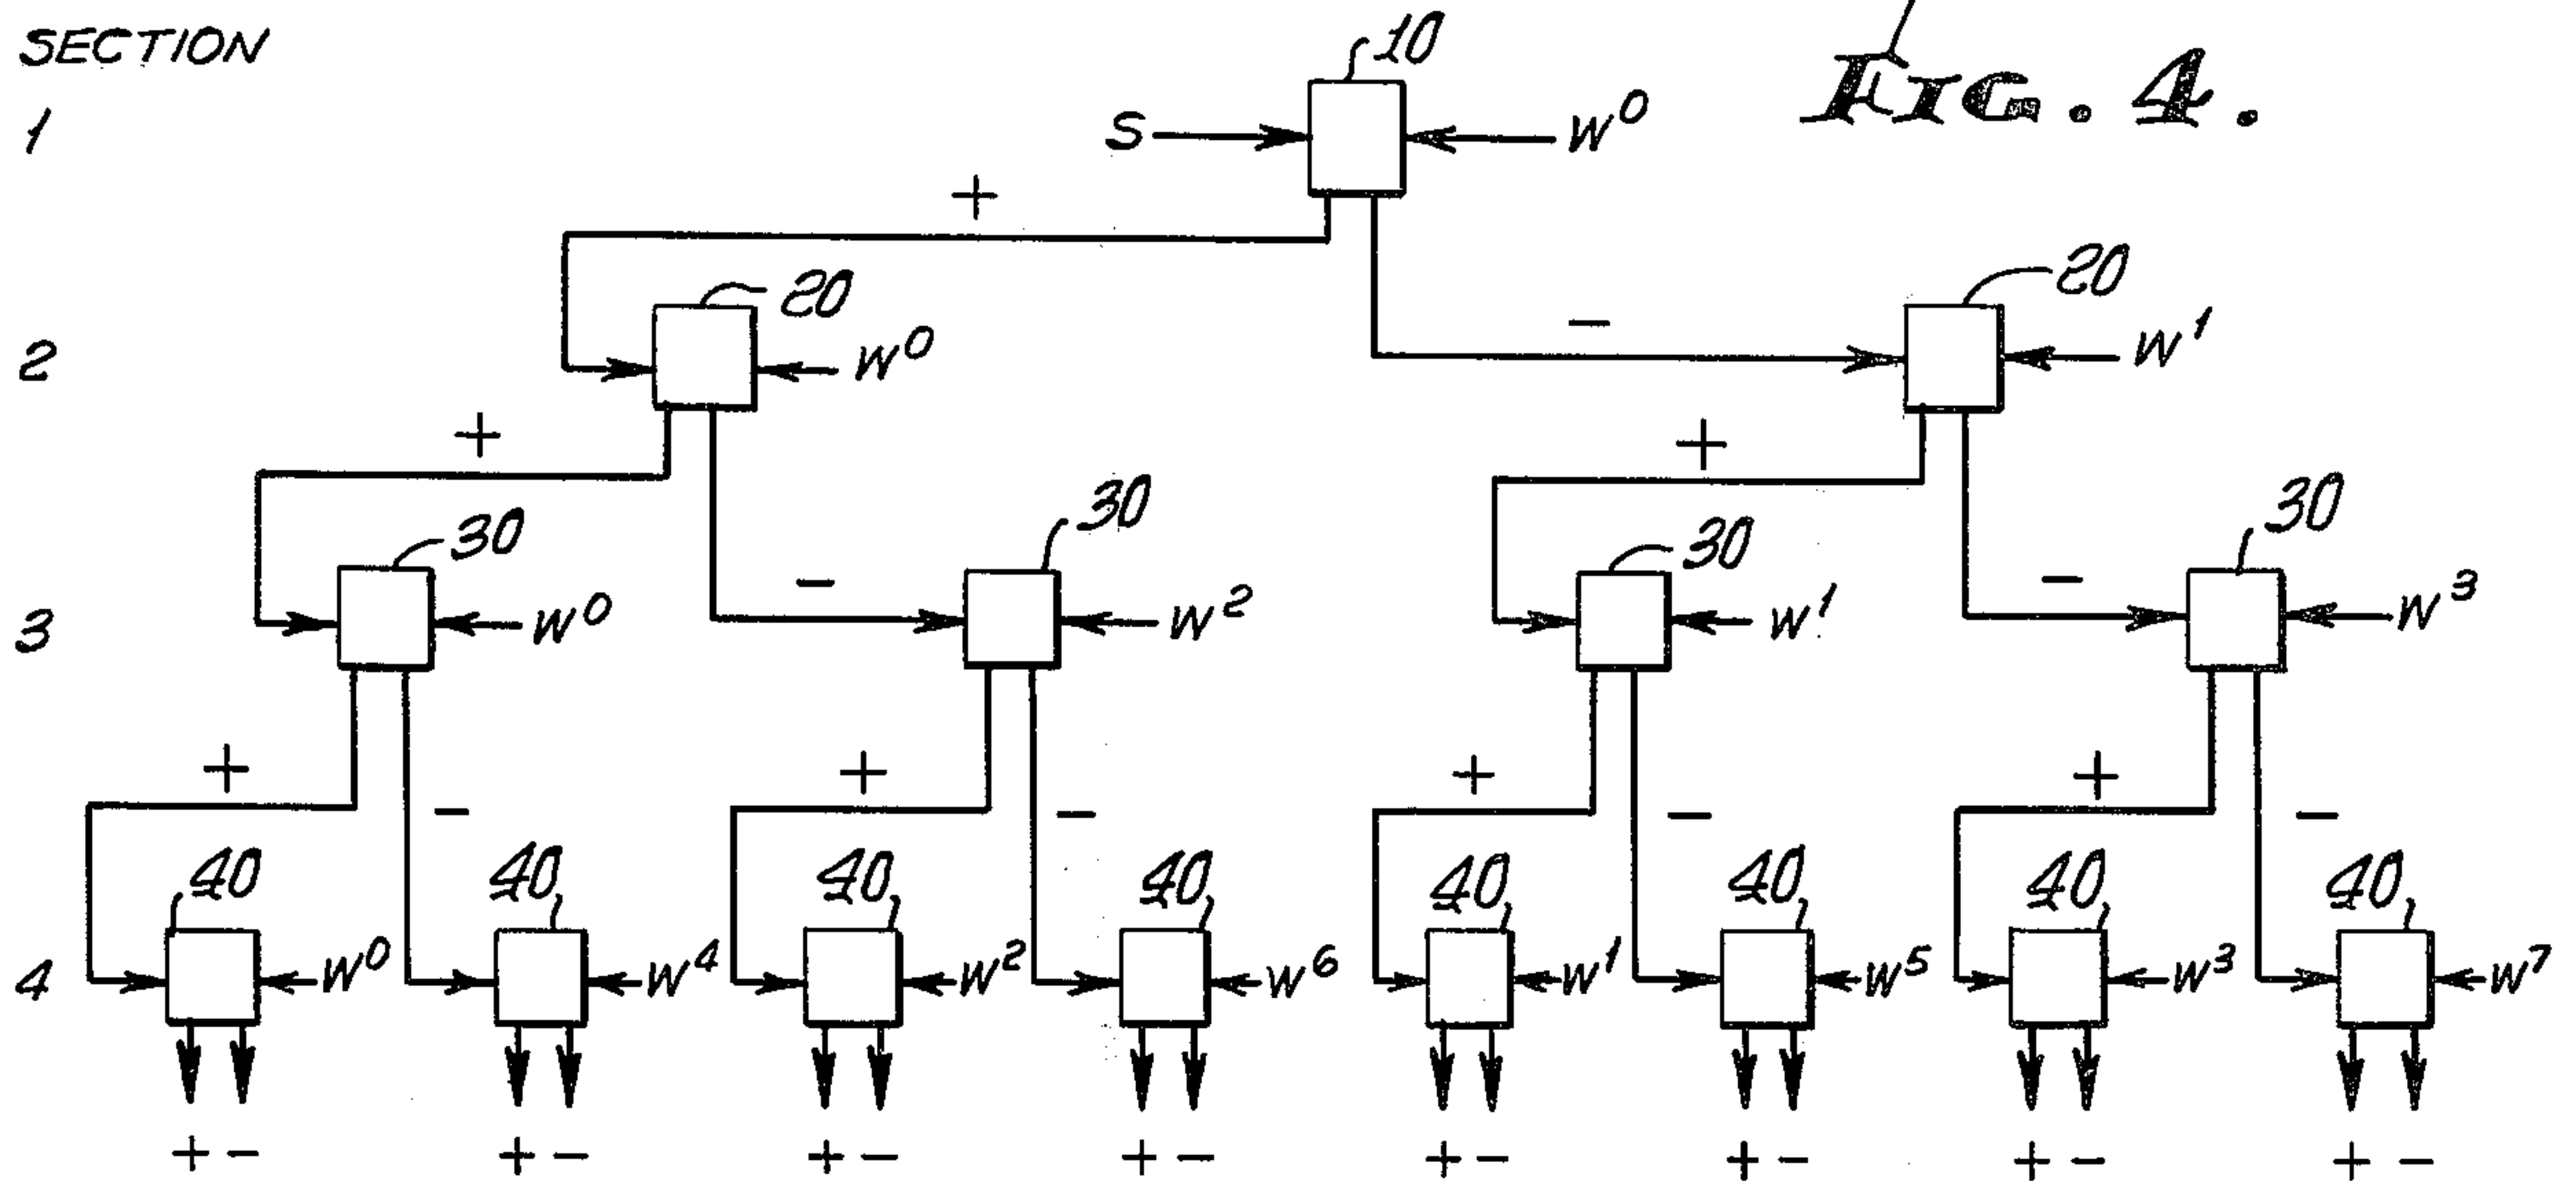 SECTION
10
FIG. 4.
1
S
W⁰
+
20
20
−
2
W⁰
W¹
+
+
30
30
30
30
−
−
3
W⁰
W²
W¹
W³
+
+
+
+
−
−
−
−
40
40
40
40
40
40
40
40
4
W⁰
W⁴
W²
W⁶
W¹
W⁵
W³
W⁷
+ −
+ −
+ −
+ −
+ −
+ −
+ −
+ −